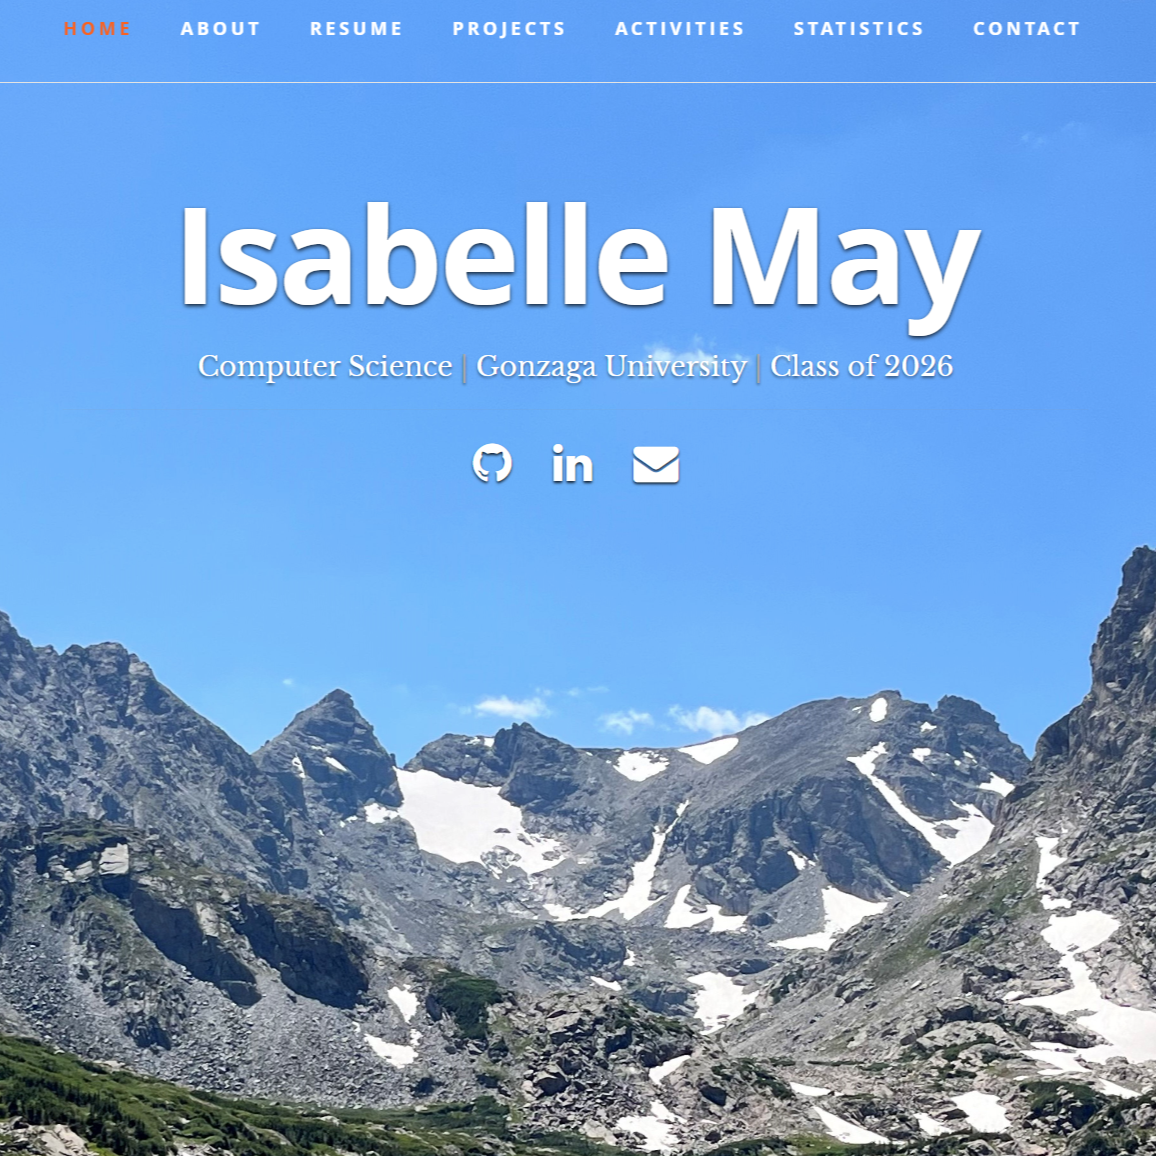 HOME ABOUT RESUME PROJECTS ACTIVITIES STATISTICS CONTACT
Isabelle May
Computer Science | Gonzaga University | Class of 2026
in